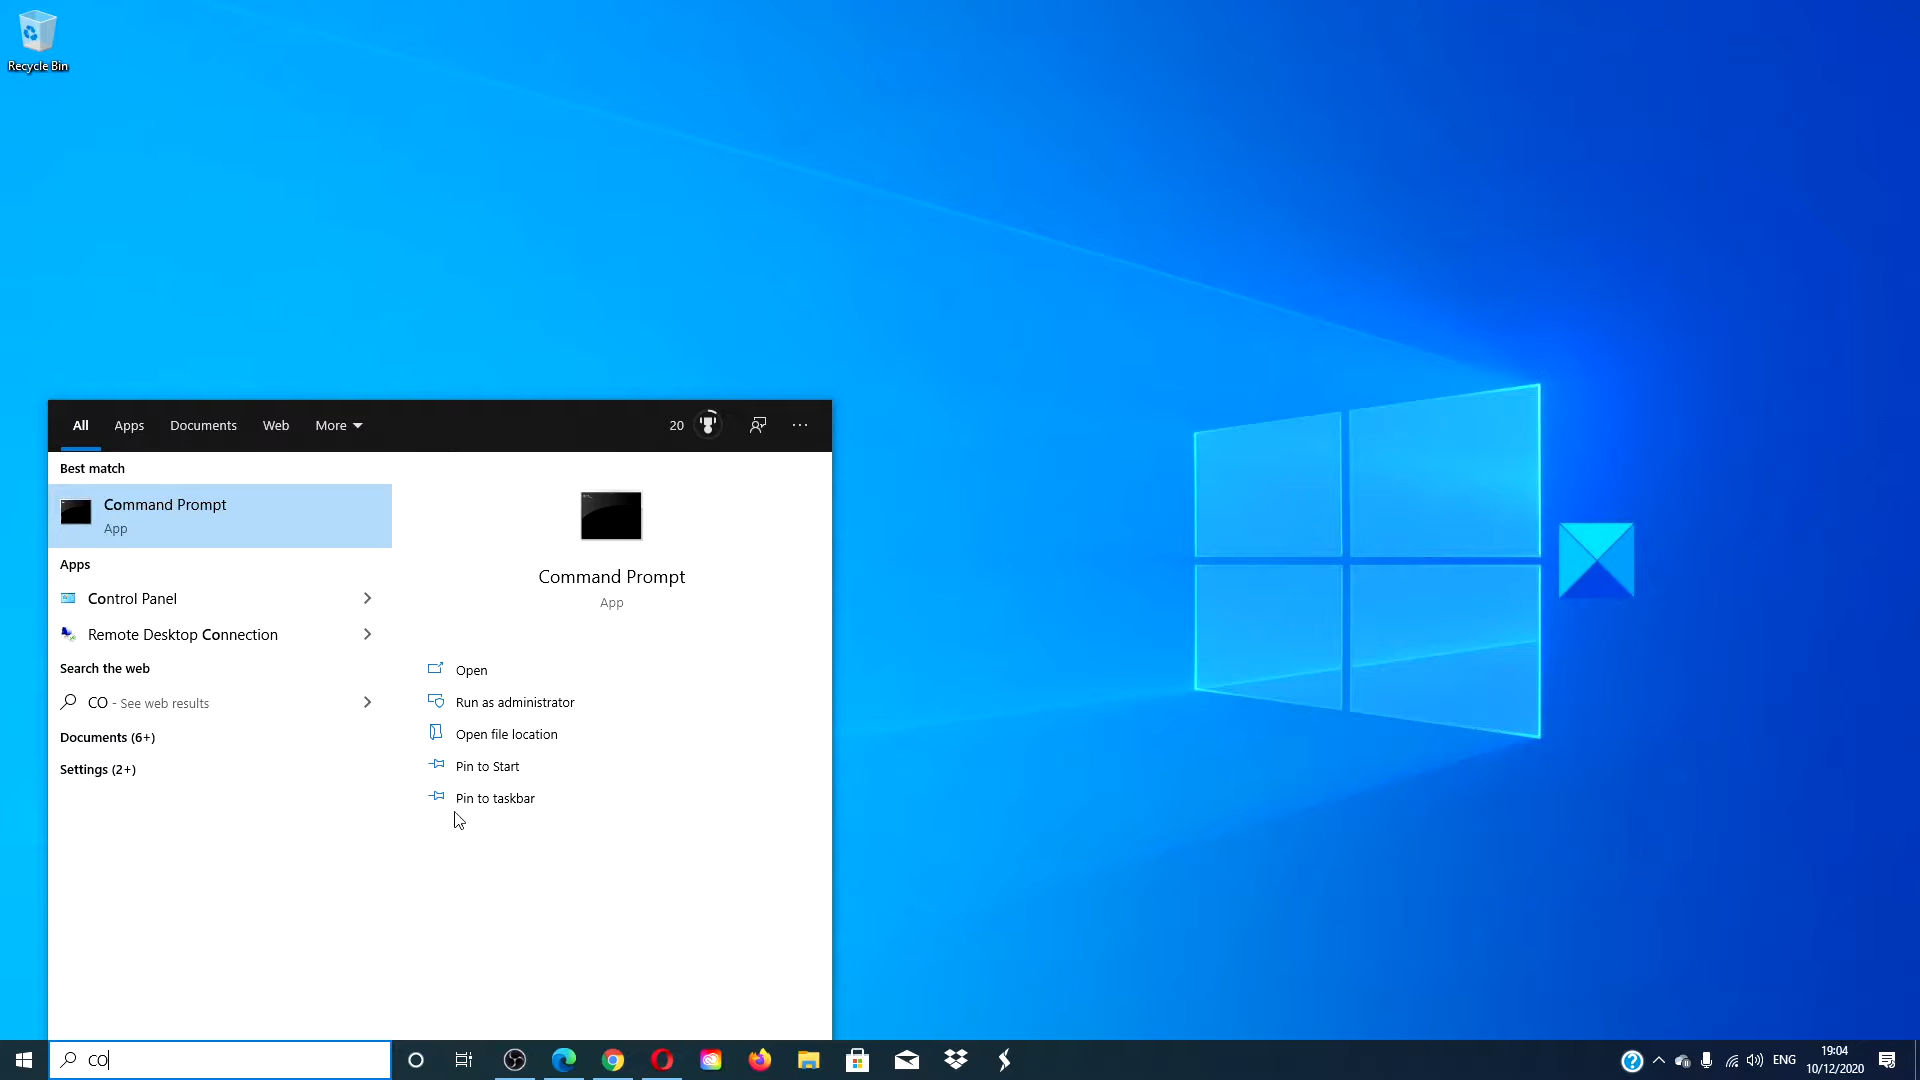 Recycle Bin
All Apps Documents Web More 20 ...
Best match
Command Prompt
App
Apps
Control Panel
Remote Desktop Connection
Search the web
CO - See web results
Documents (6+)
Settings (2+)
Command Prompt
App
Open
Run as administrator
Open file location
Pin to Start
Pin to taskbar
CO
ENG
19:04
10/12/2020